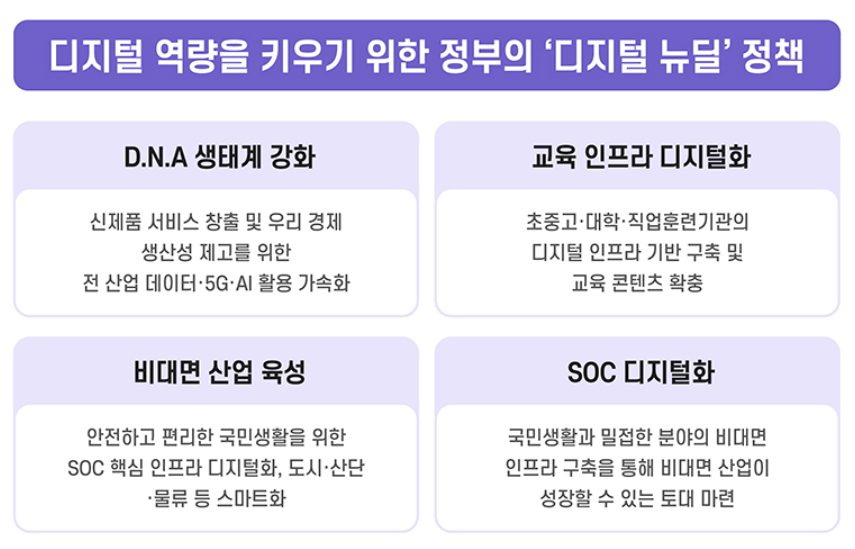 디지털 역량을 키우기 위한 정부의 ‘디지털 뉴딜’ 정책
D.N.A 생태계 강화
신제품 서비스 창출 및 우리 경제
생산성 제고를 위한
전 산업 데이터·5G·AI 활용 가속화
교육 인프라 디지털화
초중고·대학·직업훈련기관의
디지털 인프라 기반 구축 및
교육 콘텐츠 확충
비대면 산업 육성
안전하고 편리한 국민생활을 위한
SOC 핵심 인프라 디지털화, 도시·산단
·물류 등 스마트화
SOC 디지털화
국민생활과 밀접한 분야의 비대면
인프라 구축을 통해 비대면 산업이
성장할 수 있는 토대 마련